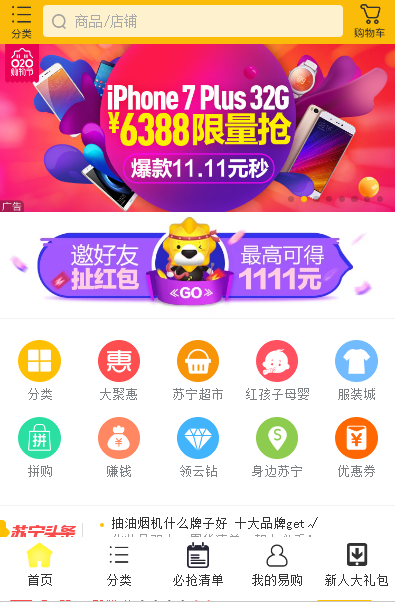 分类
商品/店铺
购物车
O2O
购物节
iPhone 7 Plus 32G
¥6388限量抢
爆款11.11元秒
广告
邀好友
扯红包
GO
最高可得
1111元
分类
大聚惠
苏宁超市
红孩子母婴
服装城
拼购
赚钱
领云钻
身边苏宁
优惠券
苏宁头条
抽油烟机什么牌子好 十大品牌get√
首页
分类
必抢清单
我的易购
新人大礼包